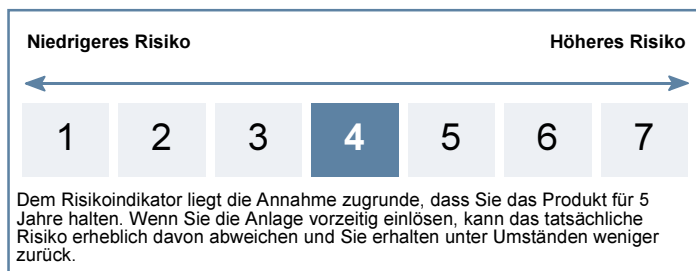 Niedrigeres Risiko Höheres Risiko
1 2 3 4 5 6 7
Dem Risikoindikator liegt die Annahme zugrunde, dass Sie das Produkt für 5
Jahre halten. Wenn Sie die Anlage vorzeitig einlösen, kann das tatsächliche
Risiko erheblich davon abweichen und Sie erhalten unter Umständen weniger
zurück.